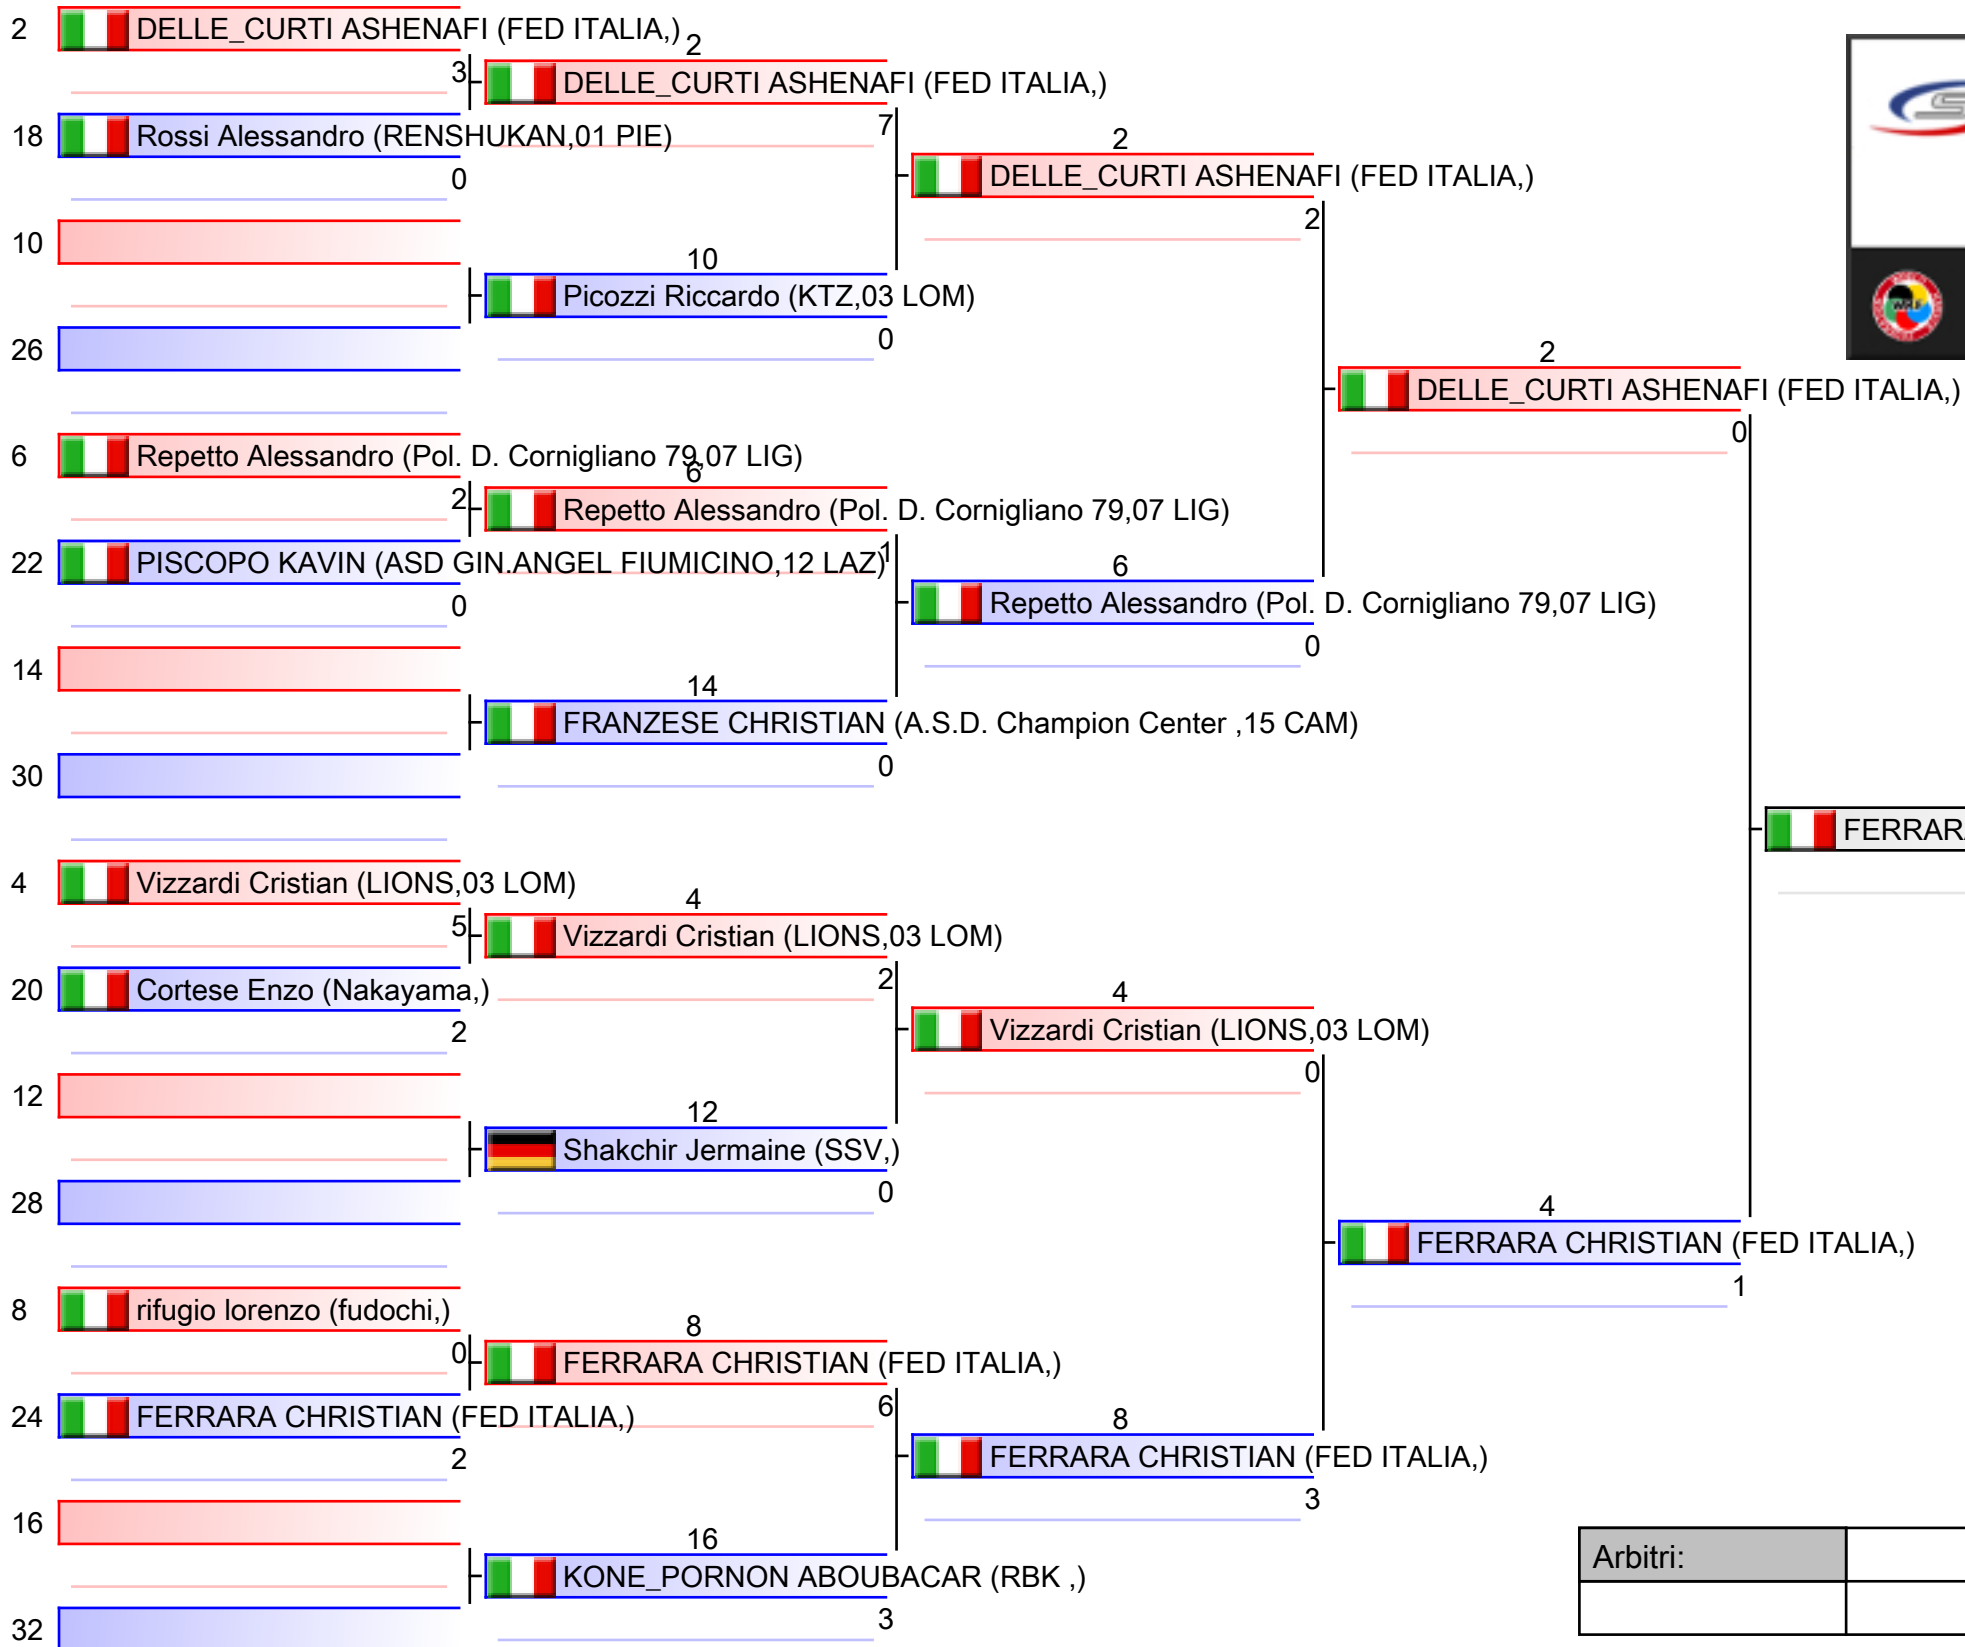 2 DELLE_CURTI ASHENAFI (FED ITALIA,)
2
3 DELLE_CURTI ASHENAFI (FED ITALIA,)
18 Rossi Alessandro (RENSHUKAN,01 PIE)
7
2
0
DELLE_CURTI ASHENAFI (FED ITALIA,)
2
10
10
Picozzi Riccardo (KTZ,03 LOM)
26
0
2
DELLE_CURTI ASHENAFI (FED ITALIA,)
0
6 Repetto Alessandro (Pol. D. Cornigliano 79,07 LIG)
6
2 Repetto Alessandro (Pol. D. Cornigliano 79,07 LIG)
22 PISCOPO KAVIN (ASD GIN.ANGEL FIUMICINO,12 LAZ)
1
6
0
Repetto Alessandro (Pol. D. Cornigliano 79,07 LIG)
0
14
14
FRANZESE CHRISTIAN (A.S.D. Champion Center ,15 CAM)
30
0
4 Vizzardi Cristian (LIONS,03 LOM)
4
5 Vizzardi Cristian (LIONS,03 LOM)
20 Cortese Enzo (Nakayama,)
2
4
2
Vizzardi Cristian (LIONS,03 LOM)
0
12
12
Shakchir Jermaine (SSV,)
28
0
4
FERRARA CHRISTIAN (FED ITALIA,)
1
8 rifugio lorenzo (fudochi,)
8
0 FERRARA CHRISTIAN (FED ITALIA,)
24 FERRARA CHRISTIAN (FED ITALIA,)
6
8
2
FERRARA CHRISTIAN (FED ITALIA,)
3
16
16
KONE_PORNON ABOUBACAR (RBK ,)
32
3
Arbitri: